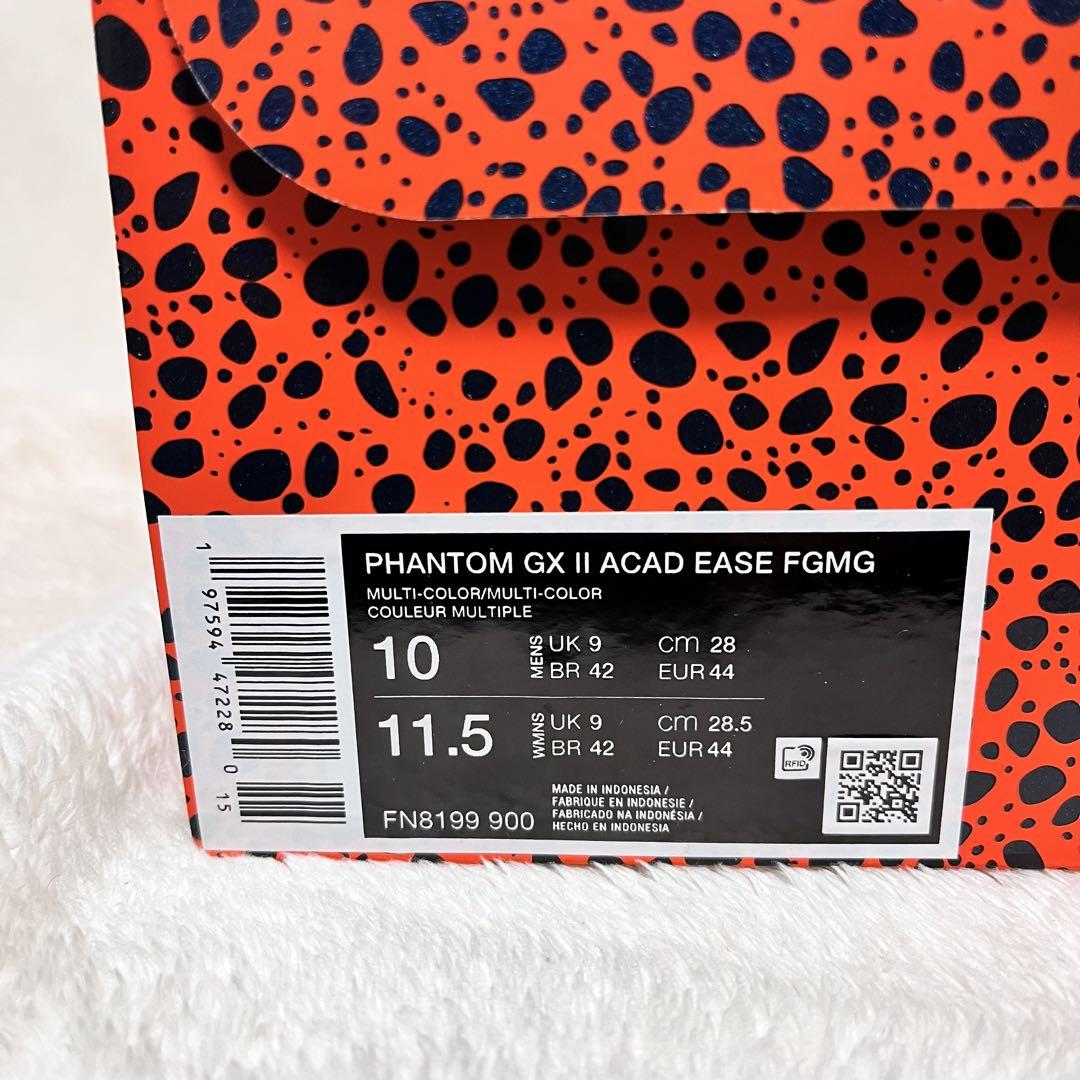 PHANTOM GX II ACAD EASE FGMG
MULTI-COLOR/MULTI-COLOR
COULEUR MULTIPLE
10 MENS UK 9 CM 28
BR 42 EUR 44
11.5 WMNS UK 9 CM 28.5
BR 42 EUR 44
RFID
FN8199 900
MADE IN INDONESIA /
FABRIQUE EN INDONESIE /
FABRICADO NA INDONÉSIA /
HECHO EN INDONESIA
1 97594 47228 0 15